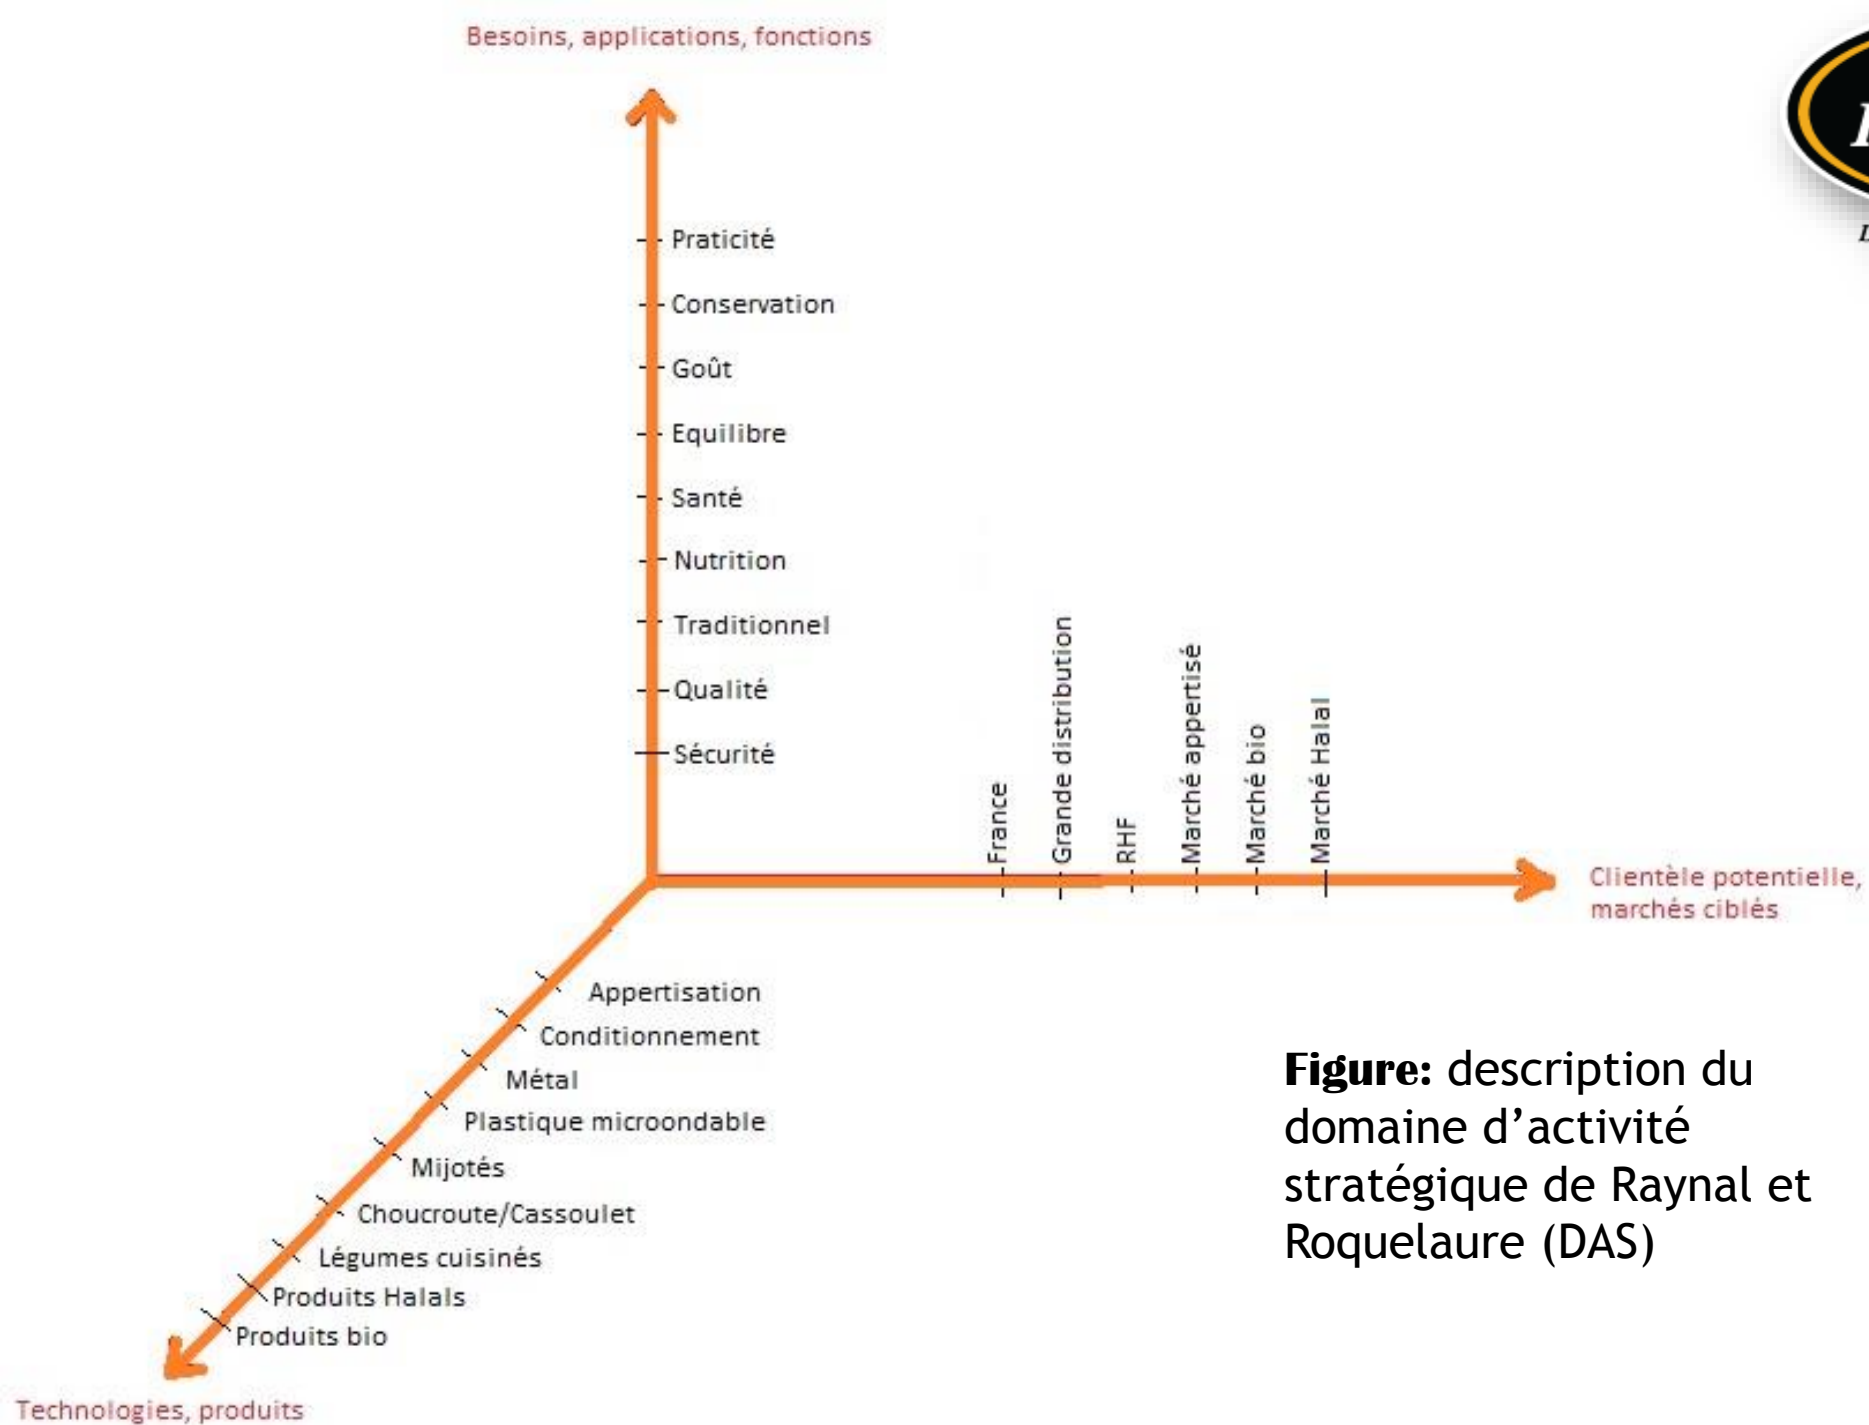 Besoins, applications, fonctions
Praticité
Conservation
Goût
Equilibre
Santé
Nutrition
Traditionnel
Qualité
Sécurité
France
Grande distribution
RHF
Marché appertisé
Marché bio
Marché Halal
Clientèle potentielle,
marchés ciblés
Appertisation
Conditionnement
Métal
Plastique microondable
Mijotés
Choucroute/Cassoulet
Légumes cuisinés
Produits Halals
Produits bio
Technologies, produits
Figure: description du
domaine d’activité
stratégique de Raynal et
Roquelaure (DAS)